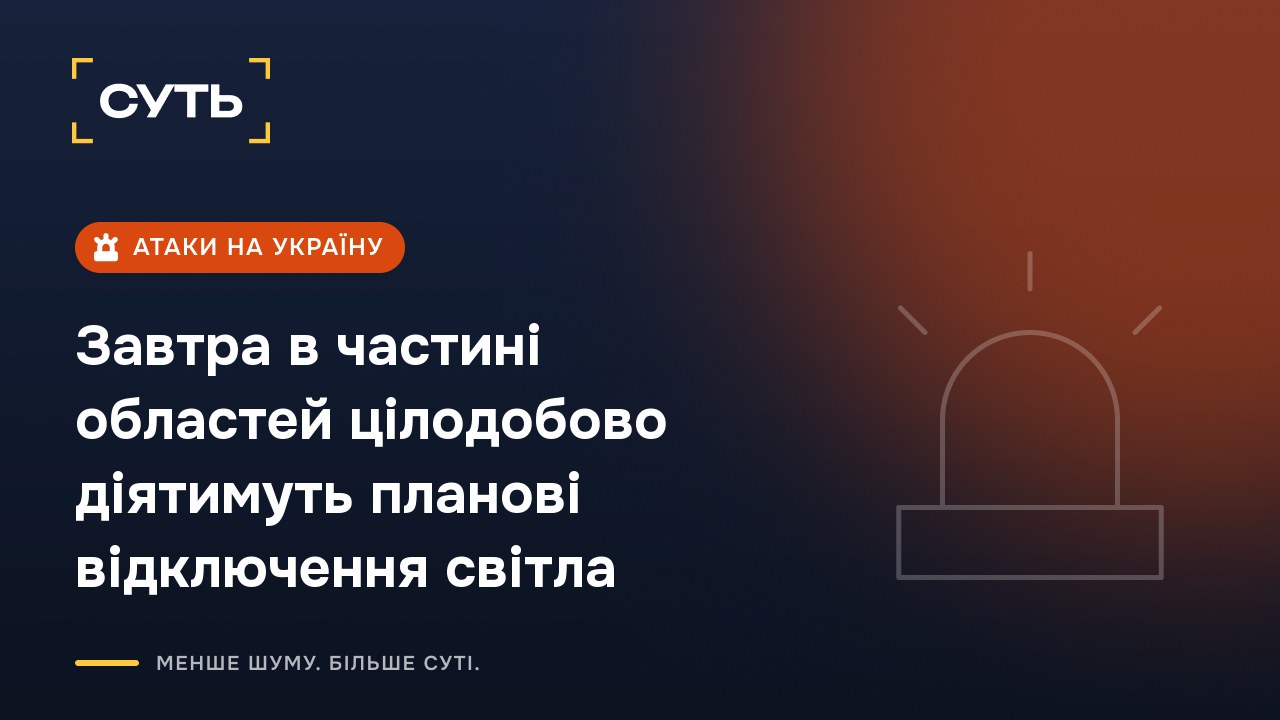 СУТЬ
АТАКИ НА УКРАЇНУ
Завтра в частині
областей цілодобово
діятимуть планові
відключення світла
МЕНШЕ ШУМУ. БІЛЬШЕ СУТІ.